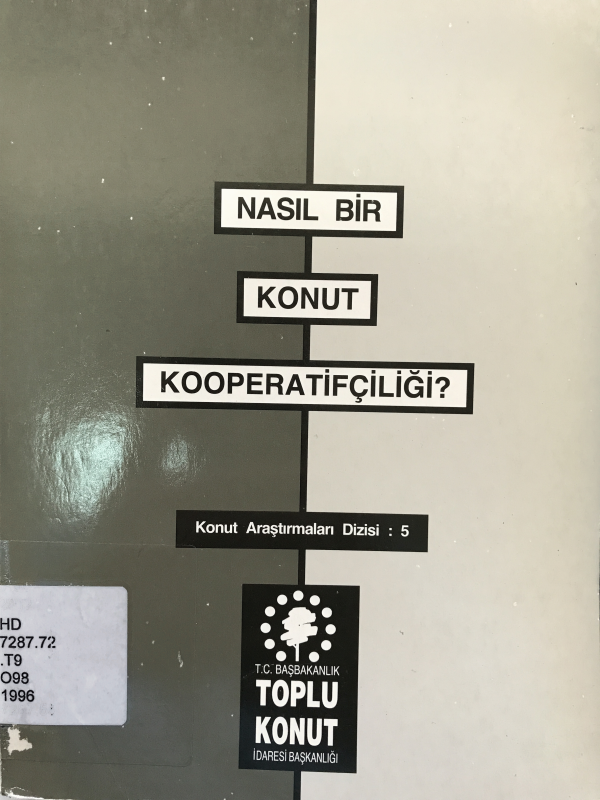 NASIL BİR
KONUT
KOOPERATİFÇİLİĞİ?
Konut Araştırmaları Dizisi : 5
T.C. BAŞBAKANLIK
TOPLU
KONUT
İDARESİ BAŞKANLIĞI
HD
7287.72
.T9
O98
1996